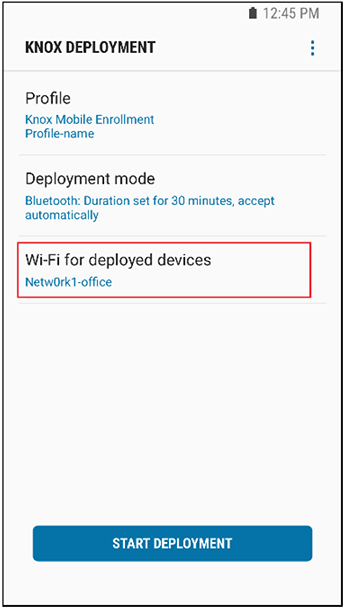 12:45 PM
KNOX DEPLOYMENT
Profile
Knox Mobile Enrollment
Profile-name
Deployment mode
Bluetooth: Duration set for 30 minutes, accept
automatically
Wi-Fi for deployed devices
Netw0rk1-office
START DEPLOYMENT